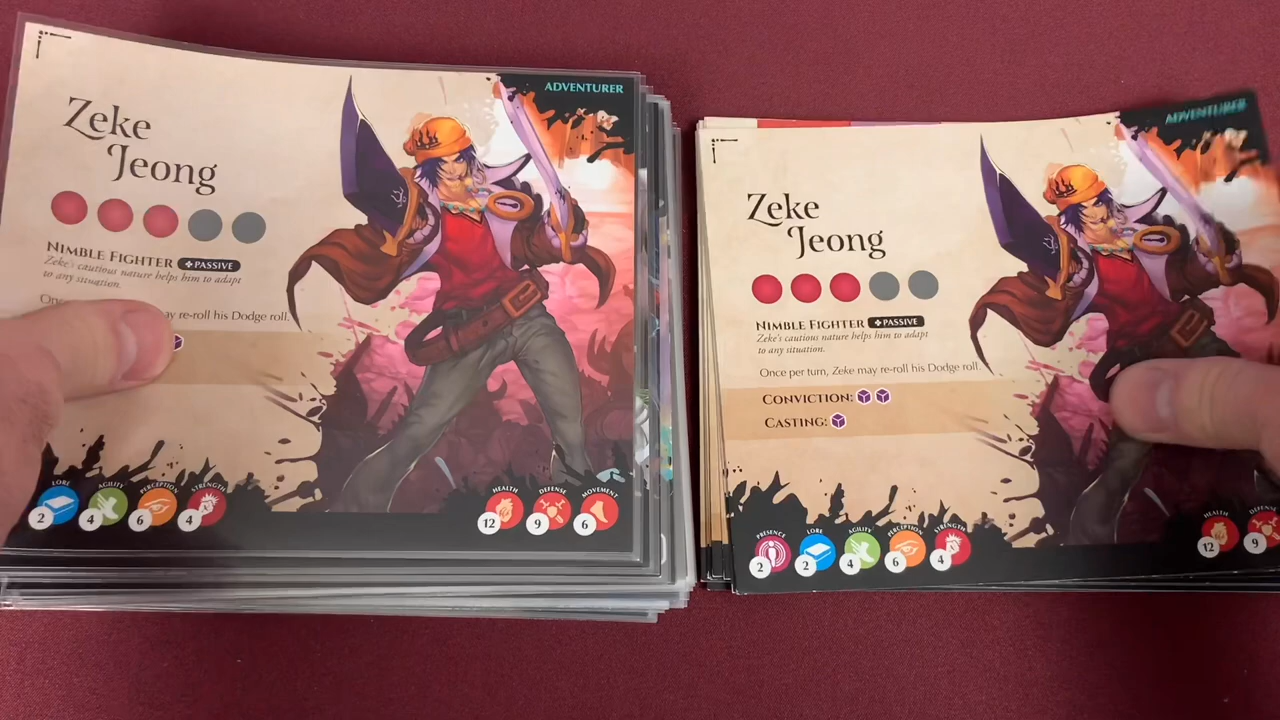 ADVENTURER
Zeke
Jeong
NIMBLE FIGHTER PASSIVE
Zeke's cautious nature helps him to adapt
to any situation.
may re-roll his Dodge roll.
LORE AGILITY PERCEPTION STRENGTH
2 4 6 4
HEALTH DEFENSE MOVEMENT
12 9 6
ADVENTURER
Zeke
Jeong
NIMBLE FIGHTER PASSIVE
Zeke's cautious nature helps him to adapt
to any situation.
Once per turn, Zeke may re-roll his Dodge roll.
CONVICTION:
CASTING:
PRESENCE LORE AGILITY PERCEPTION STRENGTH
2 2 4 6 4
HEALTH DEFENSE
12 9